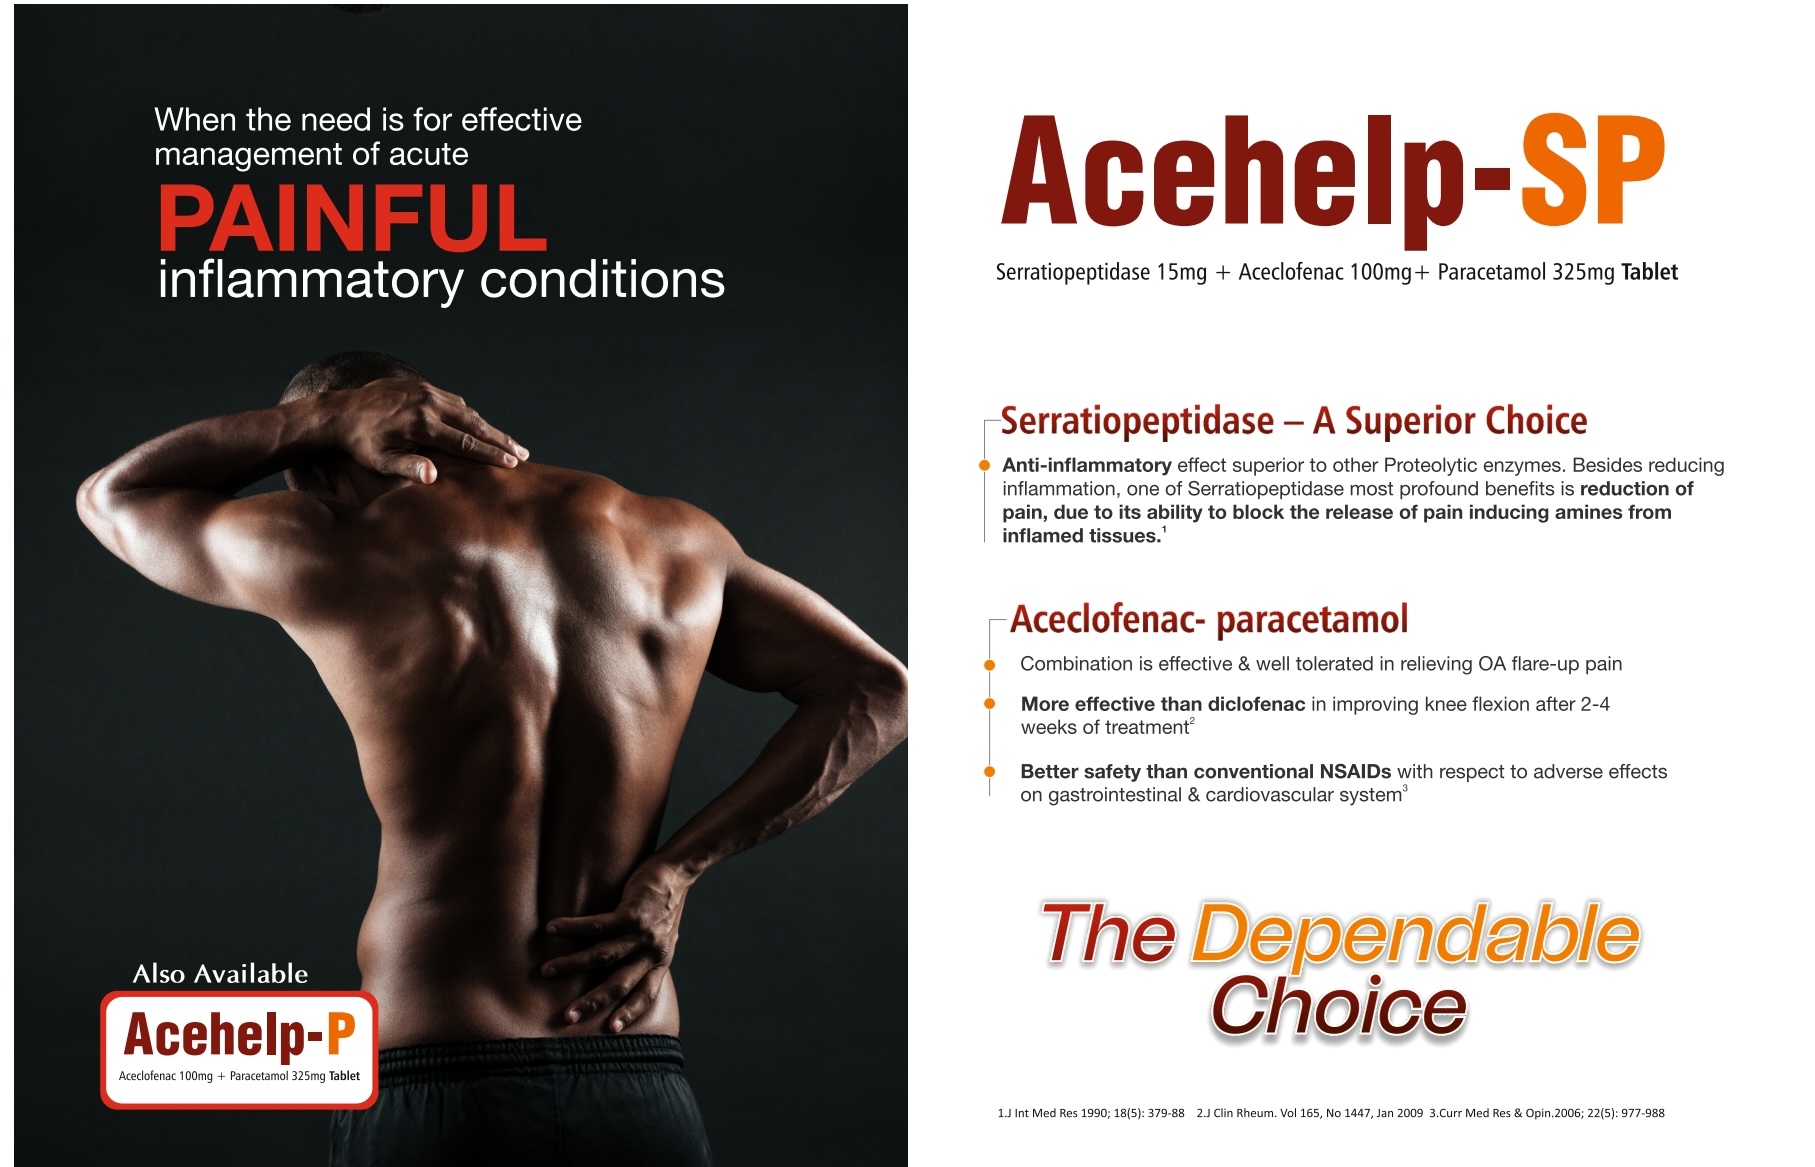 When the need is for effective
management of acute
PAINFUL
inflammatory conditions
Also Available
Acehelp-P
Aceclofenac 100mg + Paracetamol 325mg Tablet
Acehelp-SP
Serratiopeptidase 15mg + Aceclofenac 100mg+ Paracetamol 325mg Tablet
Serratiopeptidase – A Superior Choice
Anti-inflammatory effect superior to other Proteolytic enzymes. Besides reducing
inflammation, one of Serratiopeptidase most profound benefits is reduction of
pain, due to its ability to block the release of pain inducing amines from
inflamed tissues.1
Aceclofenac- paracetamol
Combination is effective & well tolerated in relieving OA flare-up pain
More effective than diclofenac in improving knee flexion after 2-4
weeks of treatment2
Better safety than conventional NSAIDs with respect to adverse effects
on gastrointestinal & cardiovascular system3
The Dependable
Choice
1.J Int Med Res 1990; 18(5): 379-88 2.J Clin Rheum. Vol 165, No 1447, Jan 2009 3.Curr Med Res & Opin.2006; 22(5): 977-988